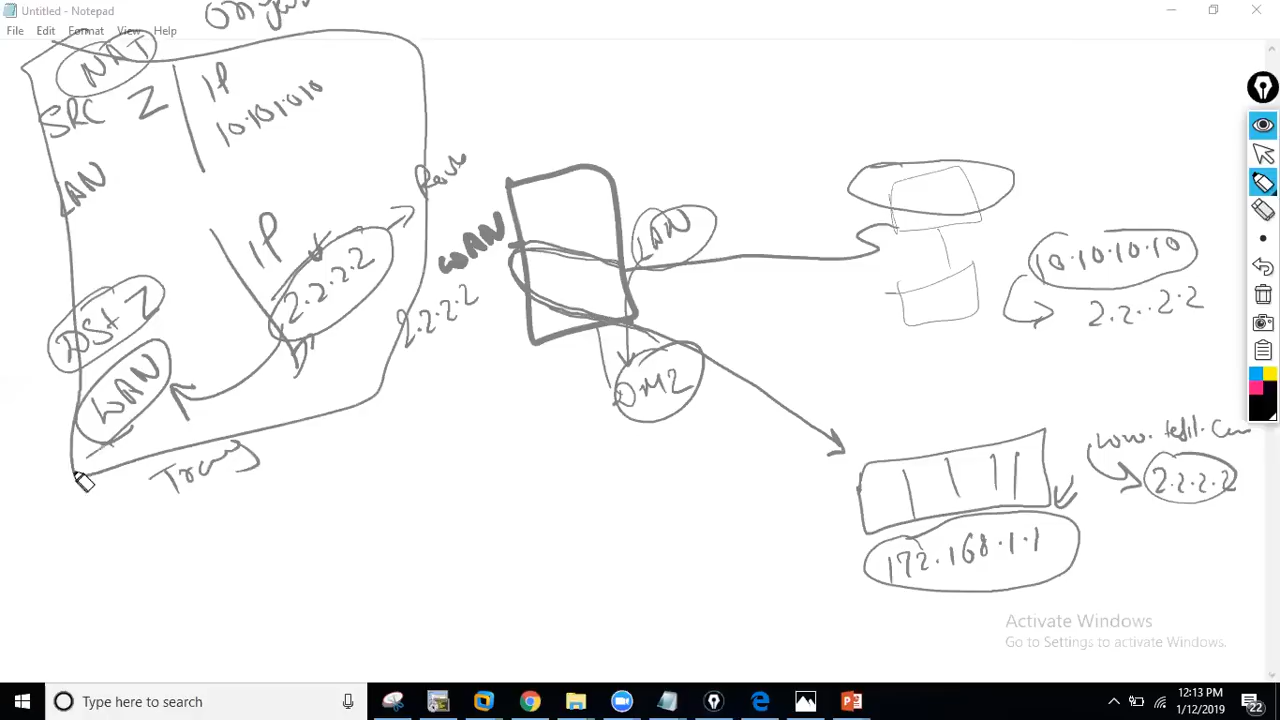 Untitled - Notepad
File Edit Format View Help
NAT
SRC Z
IP
10.10.10.10
LAN
IP
2.2.2.2
DSt Z
WAN
WAN
2.2.2.2
LAN
DMZ
10.10.10.10
2.2.2.2
2.2.2.2
172.168.1.1
Activate Windows
Go to Settings to activate Windows.
Type here to search
12:13 PM
1/12/2019
22